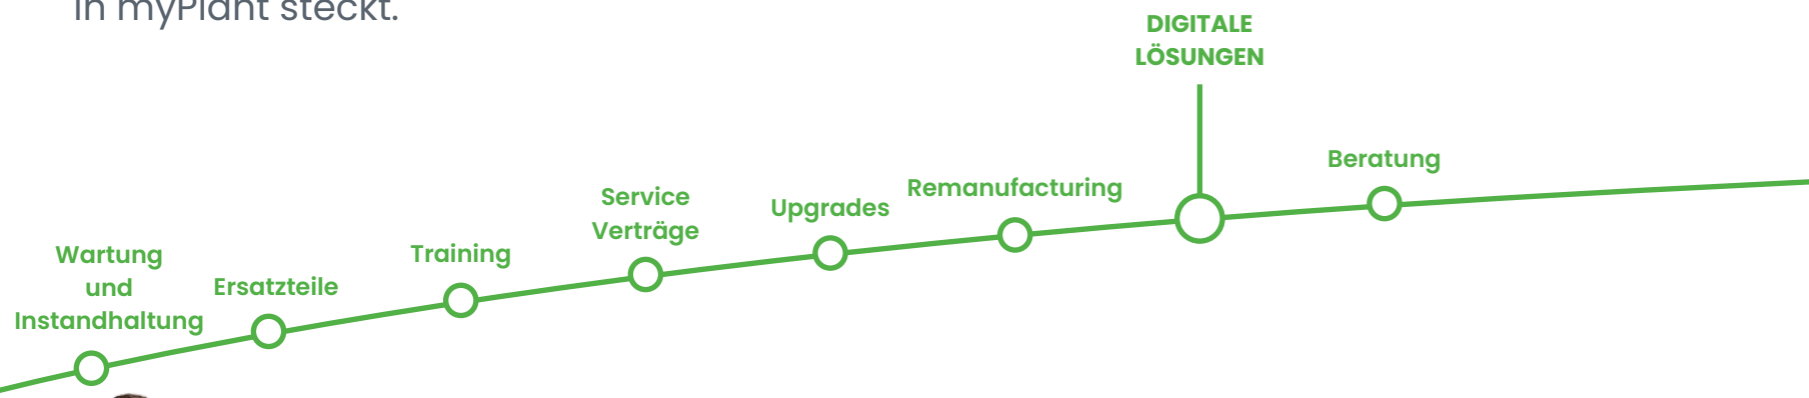 in myPlant steckt.
DIGITALE
LÖSUNGEN
Beratung
Remanufacturing
Service
Verträge
Upgrades
Training
Wartung
und
Instandhaltung
Ersatzteile